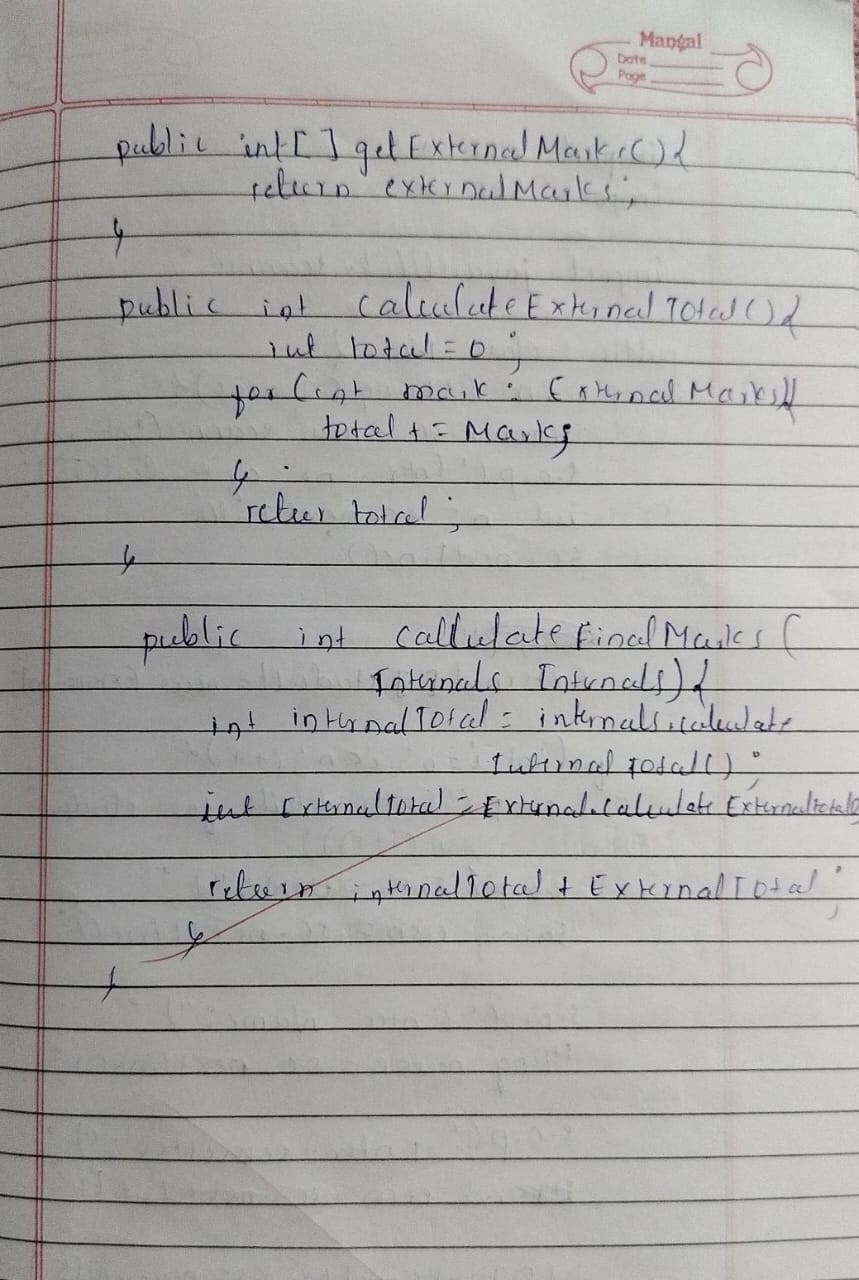 Mangal
Date
Page
public int[] getExternalMarks(){
return externalMarks;
}
public int calculateExternalTotal(){
int total = 0;
for (int mark : ExternalMarks){
total += Marks
}
retur total;
}
public int callulateFinalMarks (
Internals Internals){
int internalTotal = internals.calculate
Internal Total();
int ExternalTotal = External.calculate ExternalTotal()
return internalTotal + ExternalTotal;
}
}